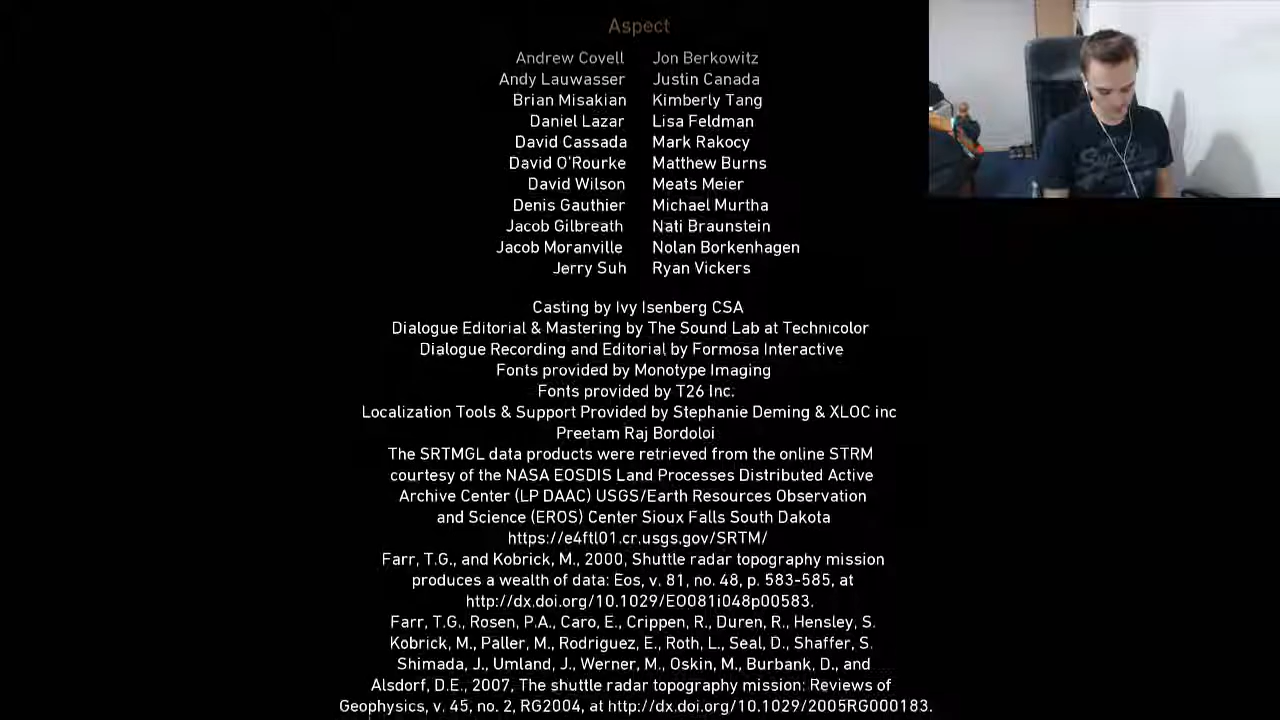 Aspect
Andrew Covell Jon Berkowitz
Andy Lauwasser Justin Canada
Brian Misakian Kimberly Tang
Daniel Lazar Lisa Feldman
David Cassada Mark Rakocy
David O'Rourke Matthew Burns
David Wilson Meats Meier
Denis Gauthier Michael Murtha
Jacob Gilbreath Nati Braunstein
Jacob Moranville Nolan Borkenhagen
Jerry Suh Ryan Vickers
Casting by Ivy Isenberg CSA
Dialogue Editorial & Mastering by The Sound Lab at Technicolor
Dialogue Recording and Editorial by Formosa Interactive
Fonts provided by Monotype Imaging
Fonts provided by T26 Inc.
Localization Tools & Support Provided by Stephanie Deming & XLOC inc
Preetam Raj Bordoloi
The SRTMGL data products were retrieved from the online STRM
courtesy of the NASA EOSDIS Land Processes Distributed Active
Archive Center (LP DAAC) USGS/Earth Resources Observation
and Science (EROS) Center Sioux Falls South Dakota
https://e4ftl01.cr.usgs.gov/SRTM/
Farr, T.G., and Kobrick, M., 2000, Shuttle radar topography mission
produces a wealth of data: Eos, v. 81, no. 48, p. 583-585, at
http://dx.doi.org/10.1029/EO081i048p00583.
Farr, T.G., Rosen, P.A., Caro, E., Crippen, R., Duren, R., Hensley, S.
Kobrick, M., Paller, M., Rodriguez, E., Roth, L., Seal, D., Shaffer, S.
Shimada, J., Umland, J., Werner, M., Oskin, M., Burbank, D., and
Alsdorf, D.E., 2007, The shuttle radar topography mission: Reviews of
Geophysics, v. 45, no. 2, RG2004, at http://dx.doi.org/10.1029/2005RG000183.